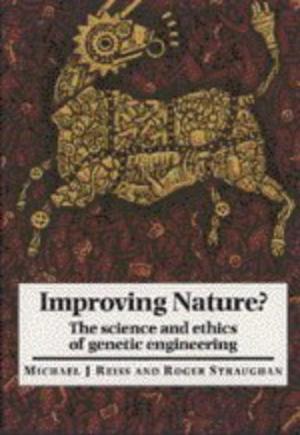 Improving Nature?
The science and ethics
of genetic engineering
MICHAEL J REISS AND ROGER STRAUGHAN